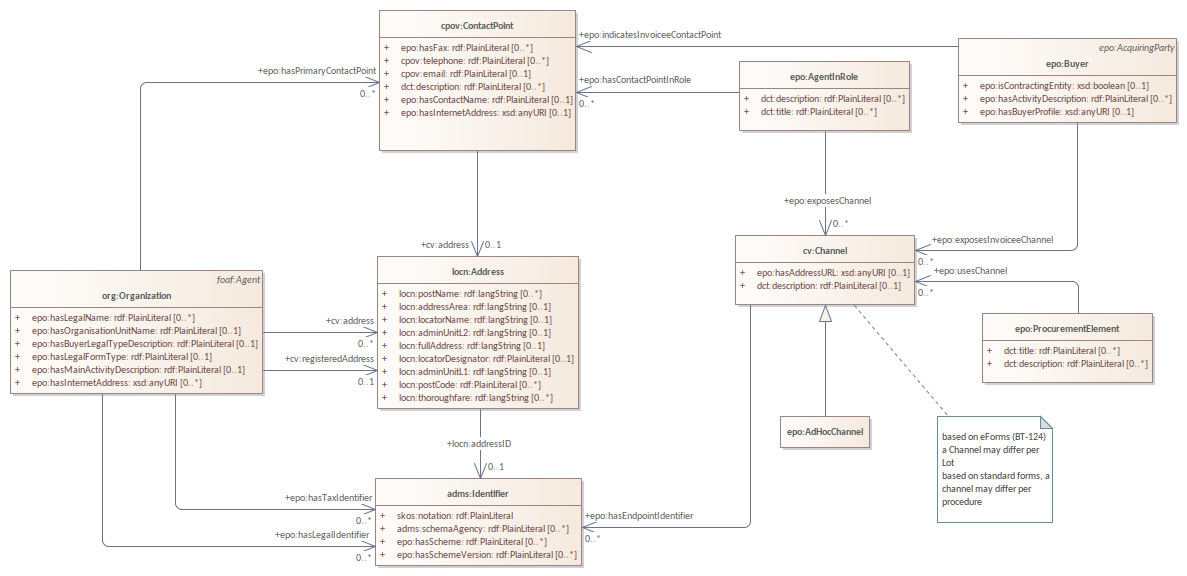 cpov:ContactPoint
+ epo:hasFax: rdf:PlainLiteral [0..*]
+ cpov:telephone: rdf:PlainLiteral [0..*]
+ cpov:email: rdf:PlainLiteral [0..1]
+ dct:description: rdf:PlainLiteral [0..*]
+ epo:hasContactName: rdf:PlainLiteral [0..1]
+ epo:hasInternetAddress: xsd:anyURI [0..1]
+epo:indicatesInvoiceeContactPoint
epo:AcquiringParty
epo:Buyer
+ epo:isContractingEntity: xsd:boolean [0..1]
+ epo:hasActivityDescription: rdf:PlainLiteral [0..*]
+ epo:hasBuyerProfile: xsd:anyURI [0..1]
+epo:hasPrimaryContactPoint
0..*
+epo:hasContactPointInRole
0..*
epo:AgentInRole
+ dct:description: rdf:PlainLiteral [0..*]
+ dct:title: rdf:PlainLiteral [0..*]
+epo:exposesChannel
0..*
+cv:address
0..1
cv:Channel
+ epo:hasAddressURL: xsd:anyURI [0..1]
+ dct:description: rdf:PlainLiteral [0..1]
+epo:exposesInvoiceeChannel
0..*
+epo:usesChannel
0..*
foaf:Agent
org:Organization
+ epo:hasLegalName: rdf:PlainLiteral [0..*]
+ epo:hasOrganisationUnitName: rdf:PlainLiteral [0..1]
+ epo:hasBuyerLegalTypeDescription: rdf:PlainLiteral [0..1]
+ epo:hasLegalFormType: rdf:PlainLiteral [0..1]
+ epo:hasMainActivityDescription: rdf:PlainLiteral [0..1]
+ epo:hasInternetAddress: xsd:anyURI [0..*]
+cv:address
0..*
+cv:registeredAddress
0..1
locn:Address
+ locn:postName: rdf:langString [0..*]
+ locn:addressArea: rdf:langString [0..1]
+ locn:locatorName: rdf:langString [0..1]
+ locn:adminUnitL2: rdf:langString [0..1]
+ locn:fullAddress: rdf:langString [0..1]
+ locn:locatorDesignator: rdf:PlainLiteral [0..1]
+ locn:adminUnitL1: rdf:langString [0..1]
+ locn:postCode: rdf:PlainLiteral [0..*]
+ locn:thoroughfare: rdf:langString [0..*]
epo:ProcurementElement
+ dct:title: rdf:PlainLiteral [0..*]
+ dct:description: rdf:PlainLiteral [0..*]
epo:AdHocChannel
based on eForms (BT-124)
a Channel may differ per
Lot
based on standard forms, a
channel may differ per
procedure
+locn:addressID
0..1
adms:Identifier
+ skos:notation: rdf:PlainLiteral
+ adms:schemaAgency: rdf:PlainLiteral [0..*]
+ epo:hasScheme: rdf:PlainLiteral [0..*]
+ epo:hasSchemeVersion: rdf:PlainLiteral [0..*]
+epo:hasTaxIdentifier
0..*
+epo:hasLegalIdentifier
0..*
+epo:hasEndpointIdentifier
0..*